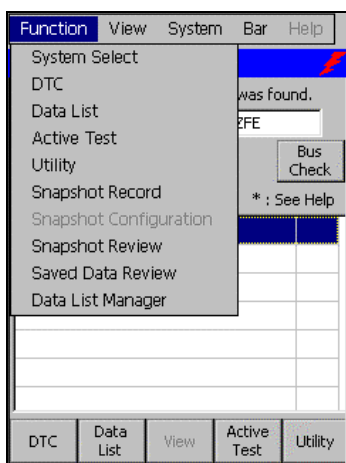 Function View System Bar Help
System Select
DTC
Data List
Active Test
Utility
Snapshot Record
Snapshot Configuration
Snapshot Review
Saved Data Review
Data List Manager
was found.
ZFE
Bus
Check
* : See Help
DTC
Data
List
View
Active
Test
Utility